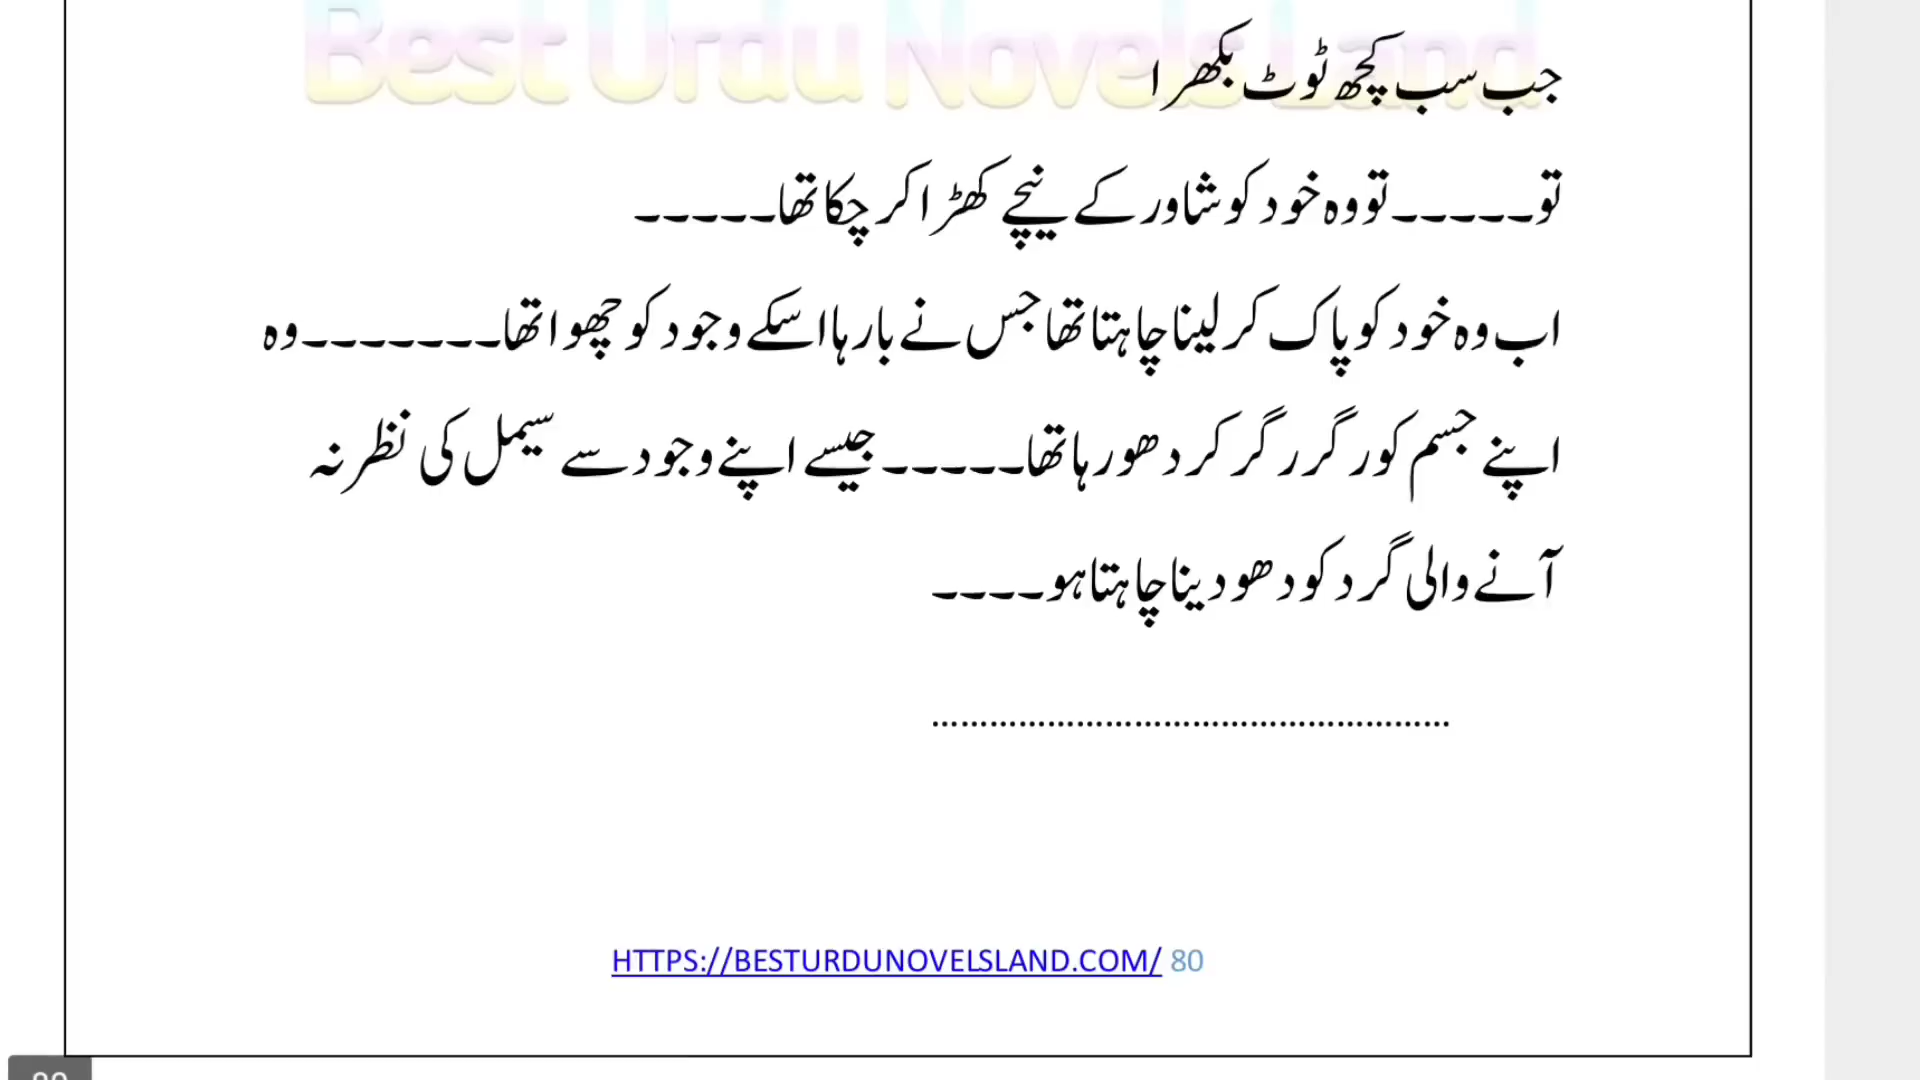 Best Urdu Novels Land
جب سب کچھ ٹوٹ بکھرا
تو۔۔۔۔۔تو وہ خود کو شاور کے نیچے کھڑا کر چکا تھا۔۔۔۔۔
اب وہ خود کو پاک کر لینا چاہتا تھا جس نے بارہا اسکے وجود کو چھوا تھا۔۔۔۔۔۔۔وہ
اپنے جسم کو رگر رگر کر دھو رہا تھا۔۔۔۔۔جیسے اپنے وجود سے سیمل کی نظر نہ
آنے والی گرد کو دھو دینا چاہتا ہو۔۔۔۔
......................................................
HTTPS://BESTURDUNOVELSLAND.COM/ 80